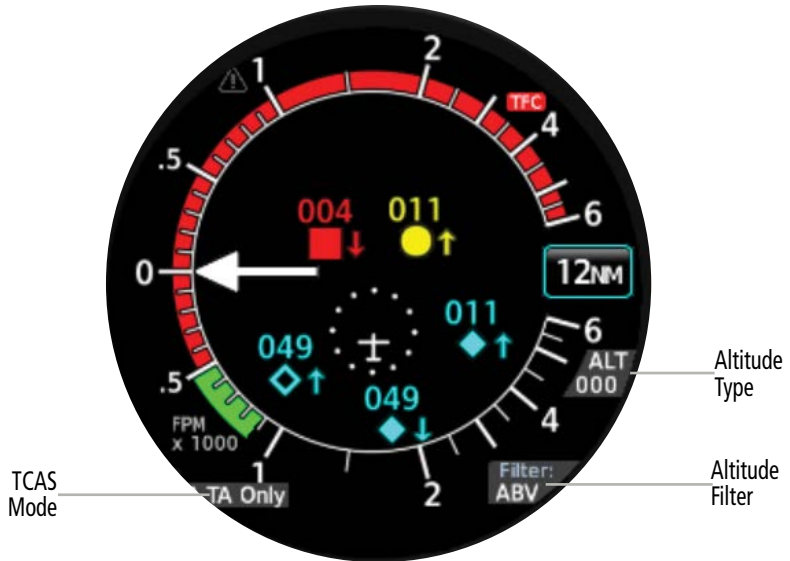 1
2
TFC
4
.5
6
004
011
0
12NM
011
6
049
ALT
000
Altitude
Type
.5
049
4
FPM
x 1000
1
2
Filter:
ABV
Altitude
Filter
TCAS
Mode
TA Only